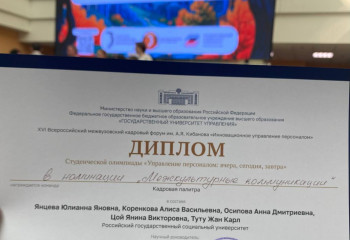 Министерство науки и высшего образования Российской Федерации
Федеральное государственное бюджетное образовательное учреждение высшего образования
«ГОСУДАРСТВЕННЫЙ УНИВЕРСИТЕТ УПРАВЛЕНИЯ»
Всероссийский межвузовский кадровый форум им. А.Я. Кибанова «Инновационное управление персоналом»
ДИПЛОМ
Студенческой олимпиады «Управление персоналом: вчера, сегодня, завтра»
в номинации „Межкультурные коммуникации"
Кадровая палитра
в составе
Янцева Юлианна Яновна, Коренкова Алиса Васильевна, Осипова Анна Дмитриевна,
Цой Янина Викторовна, Туту Жан Карл
Российский государственный социальный университет